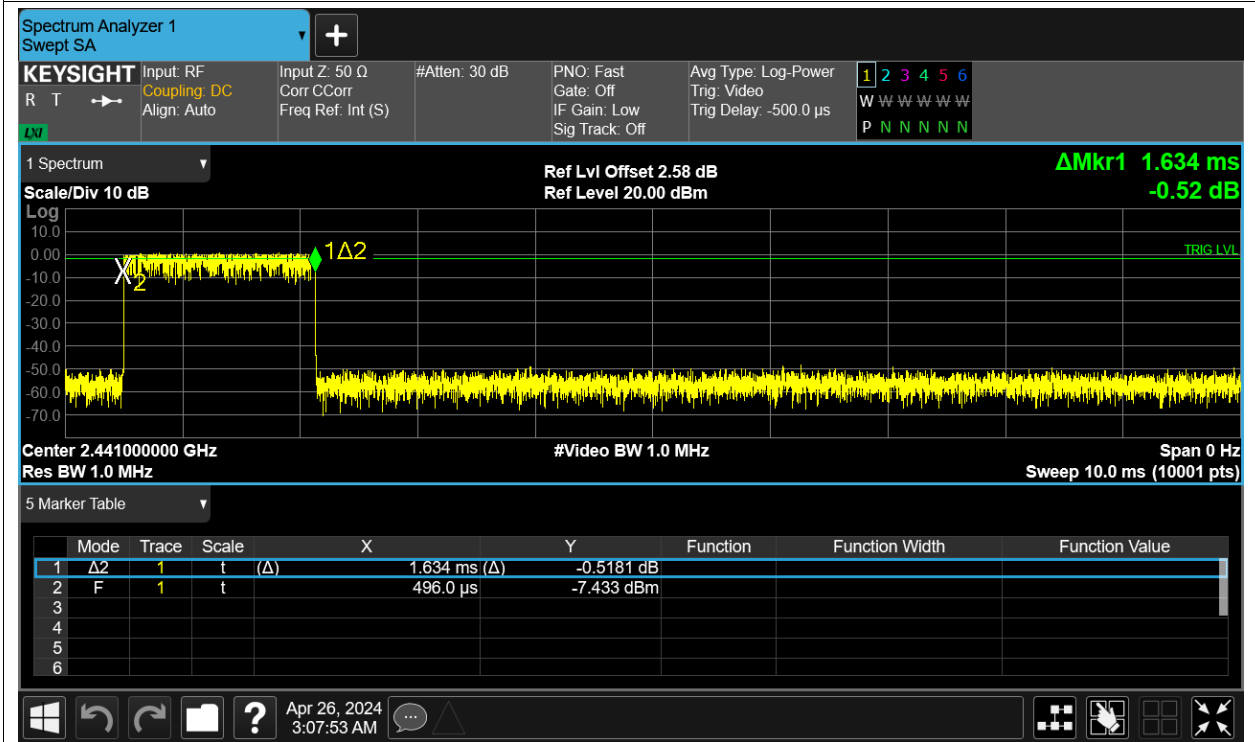 Spectrum Analyzer 1
Swept SA
KEYSIGHT
R T
LXI
Input: RF
Coupling: DC
Align: Auto
Input Z: 50 Ω
Corr CCorr
Freq Ref: Int (S)
#Atten: 30 dB
PNO: Fast
Gate: Off
IF Gain: Low
Sig Track: Off
Avg Type: Log-Power
Trig: Video
Trig Delay: -500.0 µs
1 2 3 4 5 6
W W W W W W
P N N N N N
1 Spectrum
Scale/Div 10 dB
Ref Lvl Offset 2.58 dB
Ref Level 20.00 dBm
ΔMkr1 1.634 ms
-0.52 dB
Log
10.0
0.00
-10.0
-20.0
-30.0
-40.0
-50.0
-60.0
-70.0
X
2
1Δ2
TRIG LVL
Center 2.441000000 GHz
Res BW 1.0 MHz
#Video BW 1.0 MHz
Span 0 Hz
Sweep 10.0 ms (10001 pts)
5 Marker Table
Mode Trace Scale X Y Function Function Width Function Value
1 Δ2 1 t (Δ) 1.634 ms (Δ) -0.5181 dB
2 F 1 t 496.0 µs -7.433 dBm
3
4
5
6
?
Apr 26, 2024
3:07:53 AM